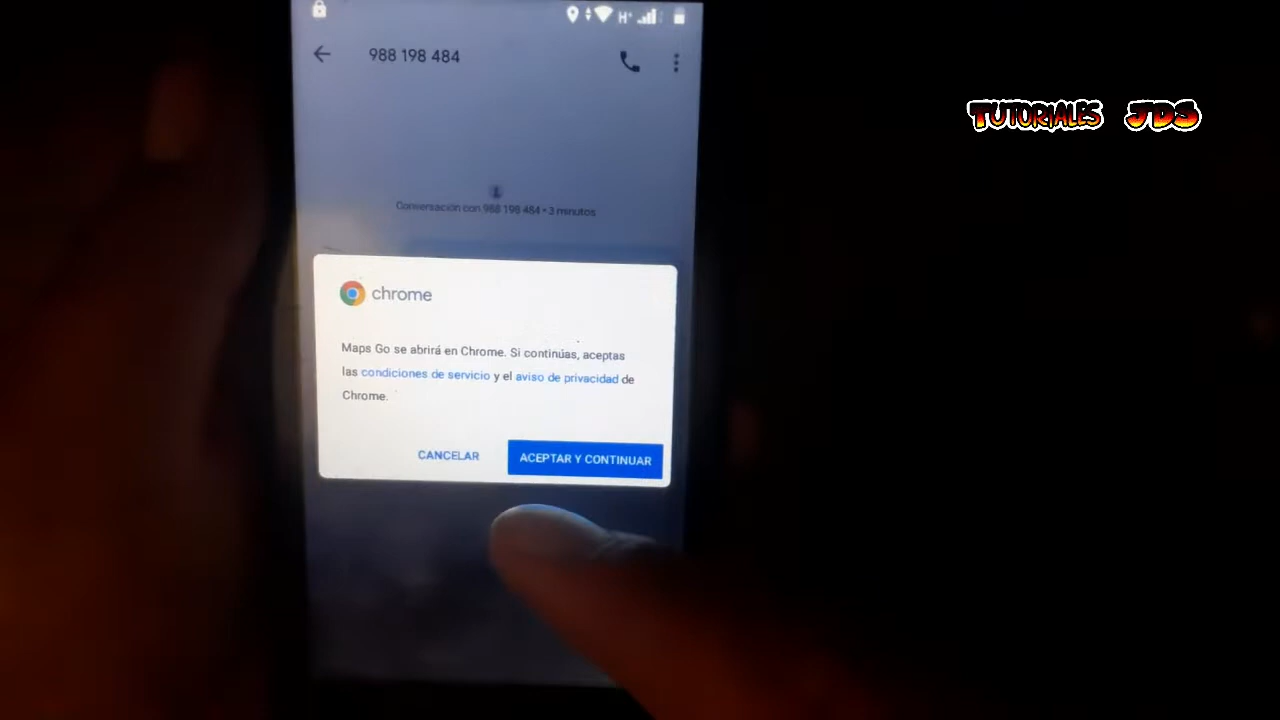 H+
988 198 484
TUTORIALES JDS
Conversación con 988 198 484 • 3 minutos
chrome
Maps Go se abrirá en Chrome. Si continúas, aceptas
las condiciones de servicio y el aviso de privacidad de
Chrome.
CANCELAR
ACEPTAR Y CONTINUAR